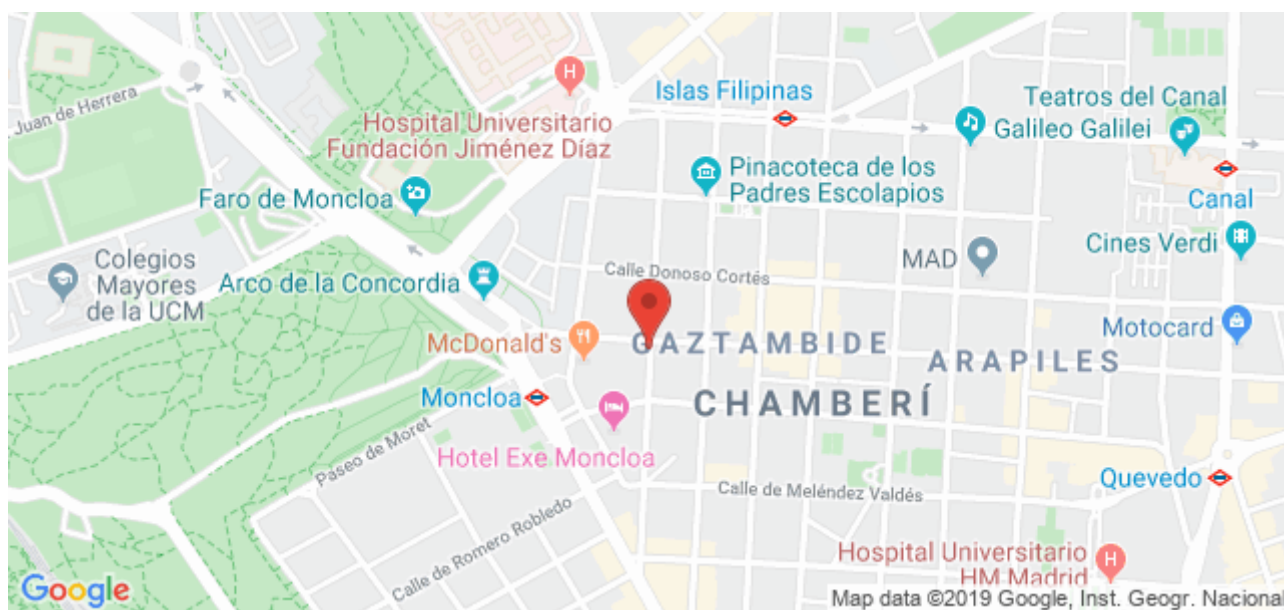 Juan de Herrera
H
Hospital Universitario
Fundación Jiménez Díaz
Islas Filipinas
Teatros del Canal
Galileo Galilei
Pinacoteca de los
Padres Escolapios
Faro de Moncloa
Canal
Colegios
Mayores
de la UCM
Arco de la Concordia
Calle Donoso Cortés
MAD
Cines Verdi
McDonald's
GAZTAMBIDE
ARAPILES
Motocard
Moncloa
CHAMBERÍ
Paseo de Moret
Hotel Exe Moncloa
Calle de Meléndez Valdés
Quevedo
Calle de Romero Robledo
Hospital Universitario
HM Madrid
H
Google
Map data ©2019 Google, Inst. Geogr. Naciona